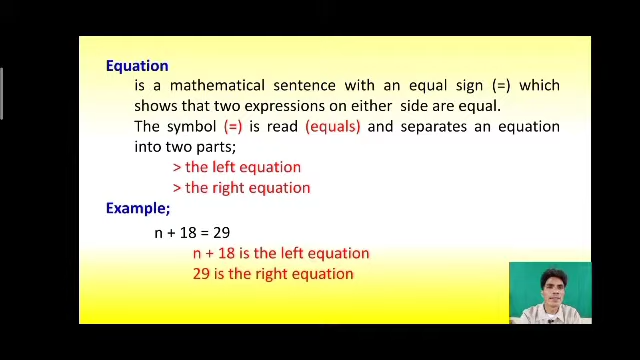 Equation
is a mathematical sentence with an equal sign (=) which
shows that two expressions on either side are equal.
The symbol (=) is read (equals) and separates an equation
into two parts;
> the left equation
> the right equation
Example;
n + 18 = 29
n + 18 is the left equation
29 is the right equation